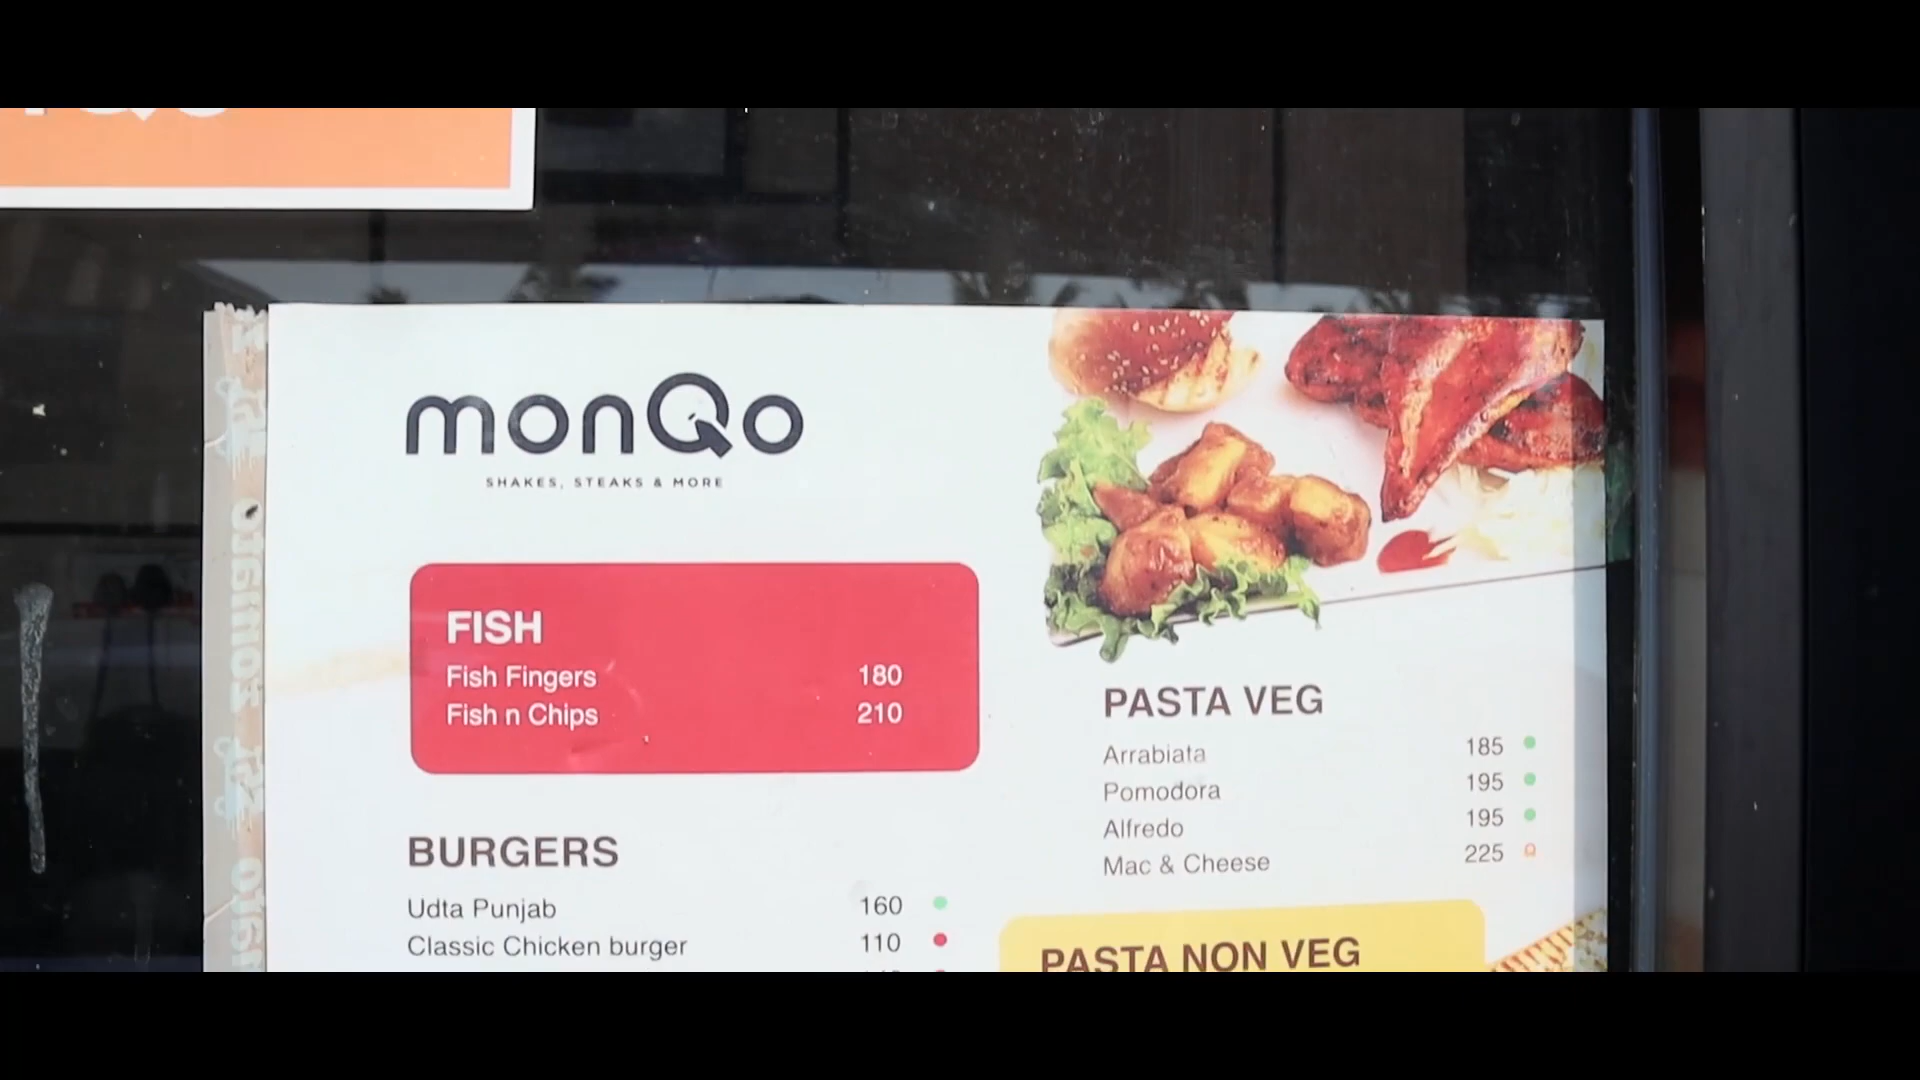 monQo
SHAKES, STEAKS & MORE
FISH
Fish Fingers 180
Fish n Chips 210
BURGERS
Udta Punjab 160
Classic Chicken burger 110
PASTA VEG
Arrabiata 185
Pomodora 195
Alfredo 195
Mac & Cheese 225
PASTA NON VEG